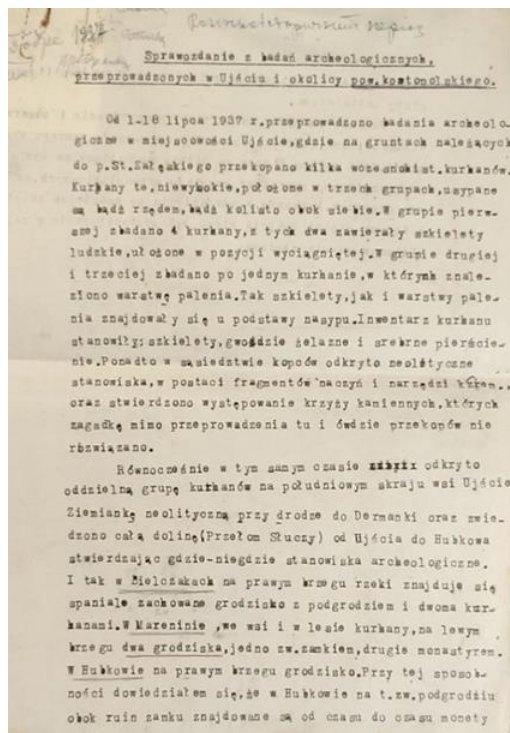 1937
Sprawozdanie z badań archeologicznych,
przeprowadzonych w Ujściu i okolicy pow.kostopolskiego.
Od 1-18 lipca 1937 r.przeprowadzono badania archeolo-
giczne w miejscowości Ujście,gdzie na gruntach należących
do p.St.Załęskiego przekopano kilka wczesnohist.kurhanów.
Kurhany te,niewysokie,położone w trzech grupach,usypane
są bądź rzędem,bądź kolisto obok siebie.W grupie pierw-
szej zbadano 4 kurhany,z tych dwa zawierały szkielety
ludzkie,ułożone w pozycji wyciągniętej.W grupie drugiej
i trzeciej zbadano po jednym kurhanie,w których znale-
ziono warstwę palenia.Tak szkielety,jak i warstwy pale-
nia znajdowały się u podstawy nasypu.Inwentarz kurhanu
stanowiły:szkielety,gwoździe żelazne i srebrne pierście-
nie.Ponadto w sąsiedztwie kopców odkryto neolityczne
stanowiska,w postaci fragmentów naczyń i narzędzi krzem.
oraz stwierdzono występowanie krzyży kamiennych,których
zagadkę mimo przeprowadzenia tu i ówdzie przekopów nie
rozwiązano.
Równocześnie w tym samym czasie odkryto
oddzielną grupę kurhanów na południowym skraju wsi Ujście
Ziemiankę neolityczną przy drodze do Dermanki oraz zwie-
dzono całą dolinę(Przełom Słuczy) od Ujścia do Hubkowa
stwierdzając gdzie-niegdzie stanowiska archeologiczne.
I tak w Bielczakach na prawym brzegu rzeki znajduje się
spaniale zachowane grodzisko z podgrodziem i dwoma kur-
hanami.W Mareninie ,we wsi i w lesie kurhany,na lewym
brzegu dwa grodziska,jedno zw.zamkiem,drugie monastyrem.
W Hubkowie na prawym brzegu grodzisko.Przy tej sposob-
ności dowiedziałem się,że w Hubkowie na t.zw.podgrodziu
obok ruin zamku znajdowane są od czasu do czasu monety